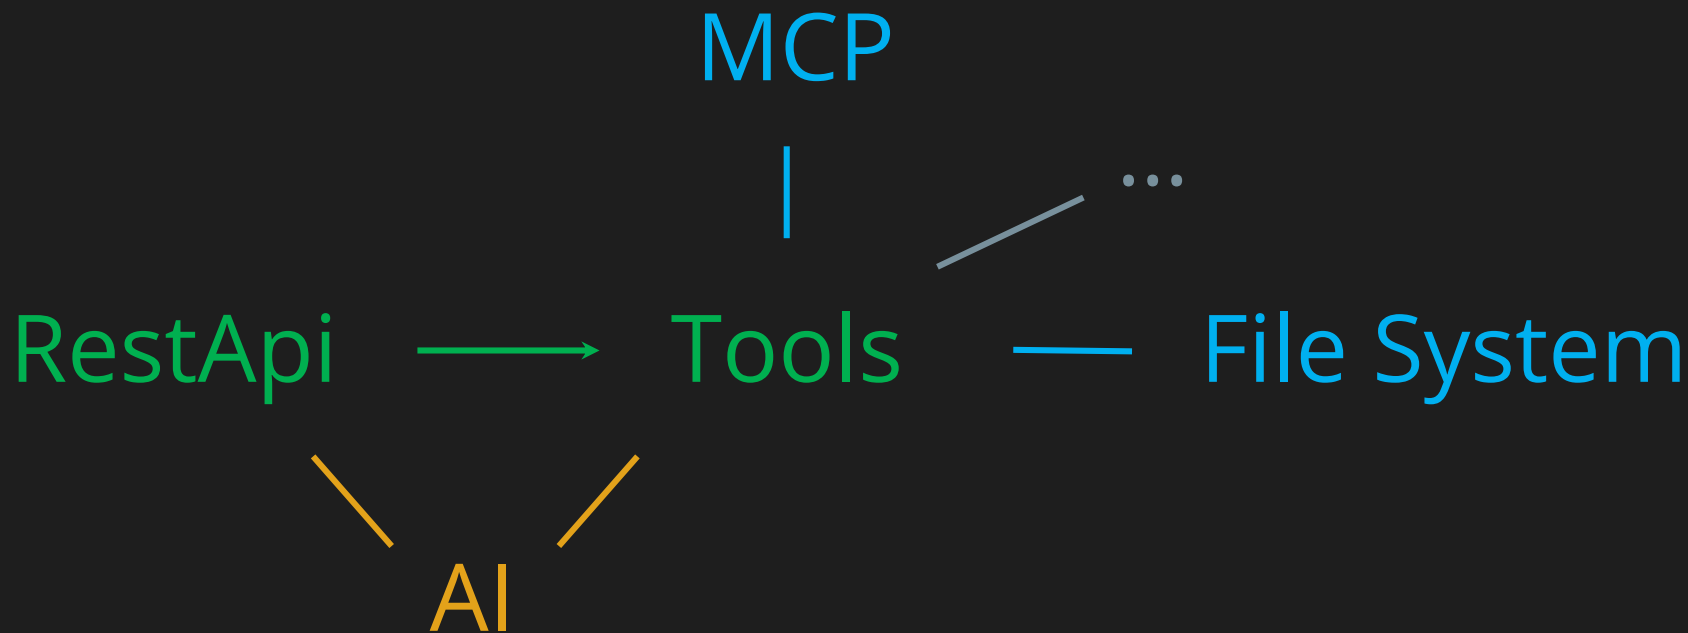 MCP
...
RestApi
Tools
File System
AI